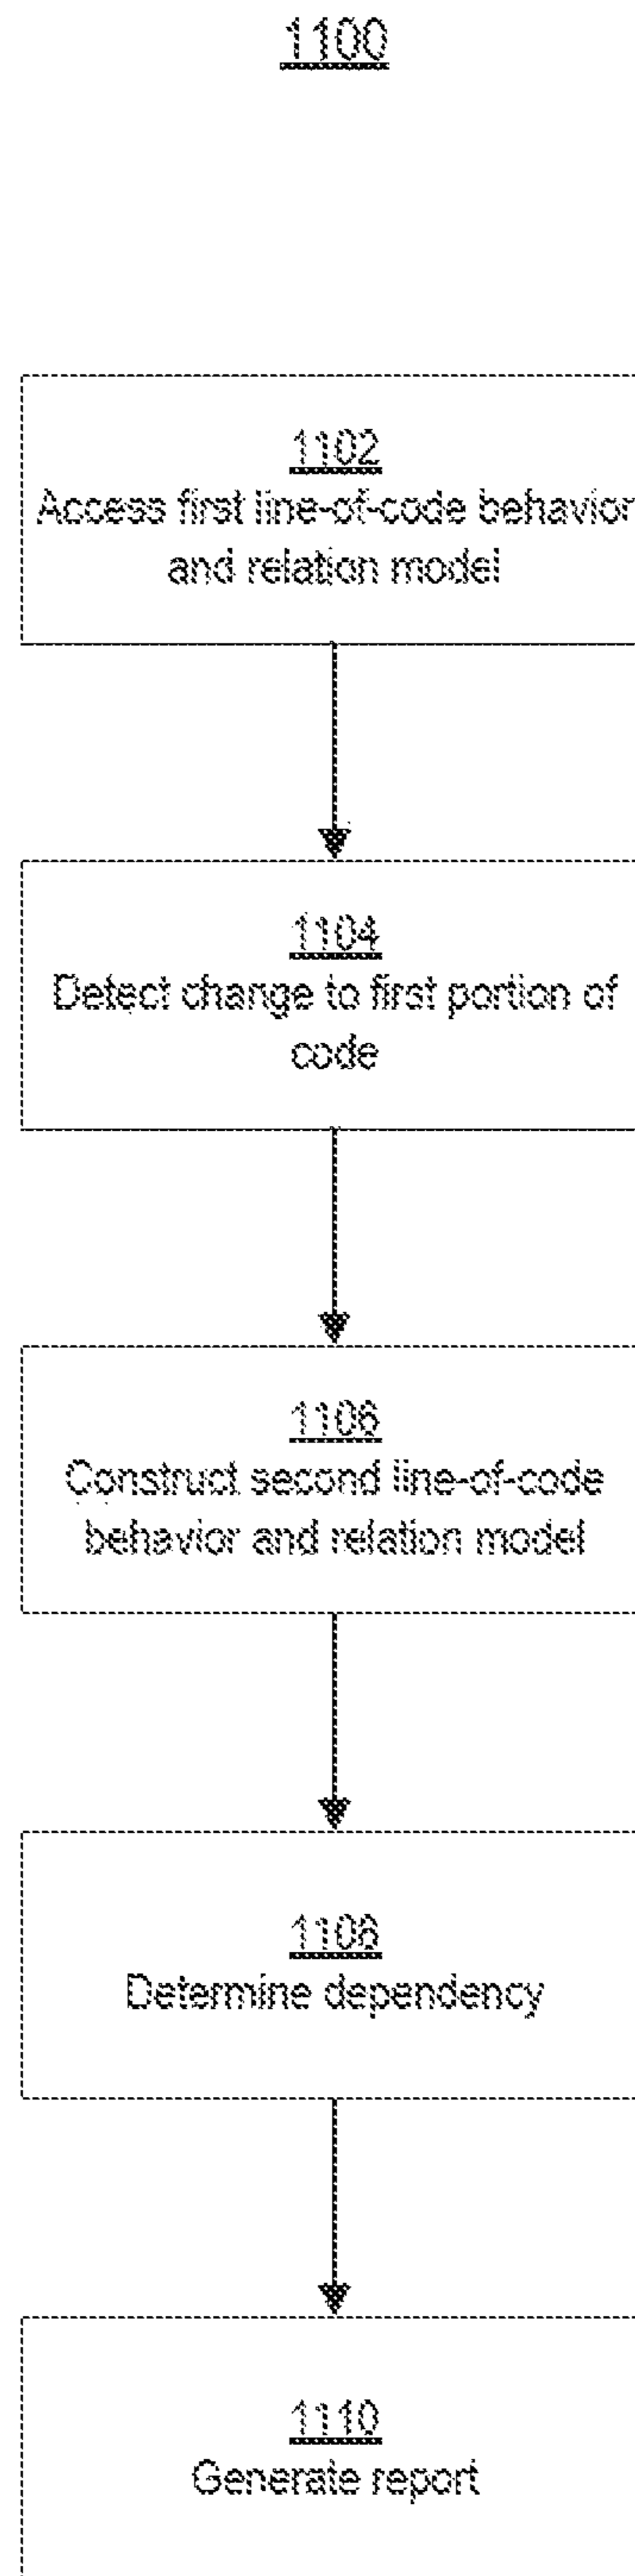 1100
1102
Access first line-of-code behavior
and relation model
1104
Detect change to first portion of
code
1106
Construct second line-of-code
behavior and relation model
1108
Determine dependency
1110
Generate report